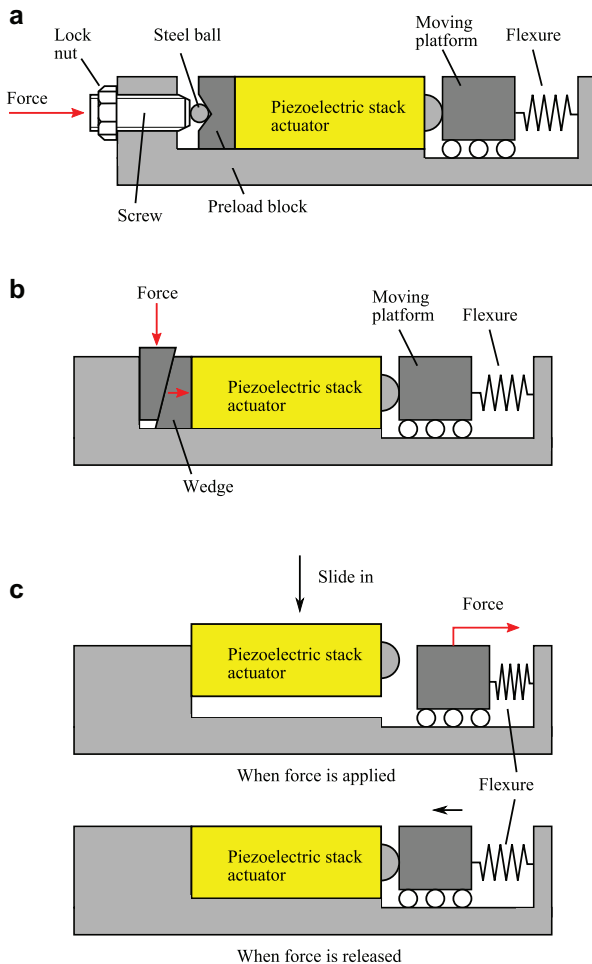 a
Lock
nut
Steel ball
Moving
platform
Flexure
Force
Piezoelectric stack
actuator
Screw
Preload block
b
Force
Moving
platform
Flexure
Piezoelectric stack
actuator
Wedge
c
Slide in
Force
Piezoelectric stack
actuator
When force is applied
Flexure
Piezoelectric stack
actuator
When force is released